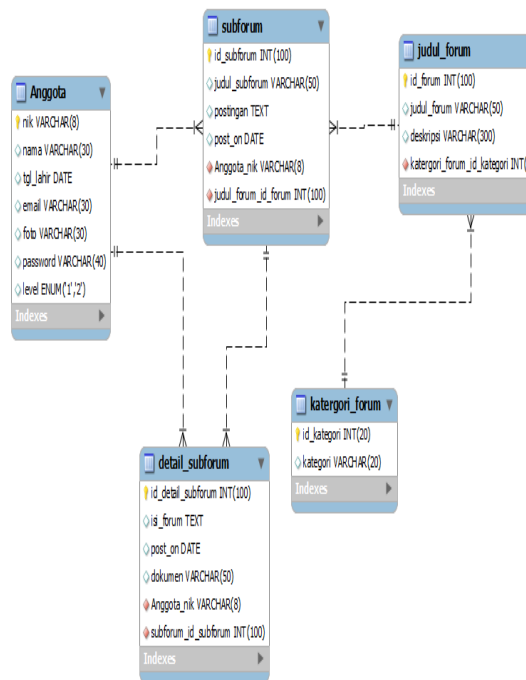 subforum
id_subforum INT(100)
judul_subforum VARCHAR(50)
postingan TEXT
post_on DATE
Anggota_nik VARCHAR(8)
judul_forum_id_forum INT(100)
Indexes
judul_forum
id_forum INT(100)
judul_forum VARCHAR(50)
deskripsi VARCHAR(300)
katergori_forum_id_kategori INT(
Indexes
Anggota
nik VARCHAR(8)
nama VARCHAR(30)
tgl_lahir DATE
email VARCHAR(30)
foto VARCHAR(30)
password VARCHAR(40)
level ENUM('1','2')
Indexes
katergori_forum
id_kategori INT(20)
kategori VARCHAR(20)
Indexes
detail_subforum
id_detail_subforum INT(100)
isi_forum TEXT
post_on DATE
dokumen VARCHAR(50)
Anggota_nik VARCHAR(8)
subforum_id_subforum INT(100)
Indexes